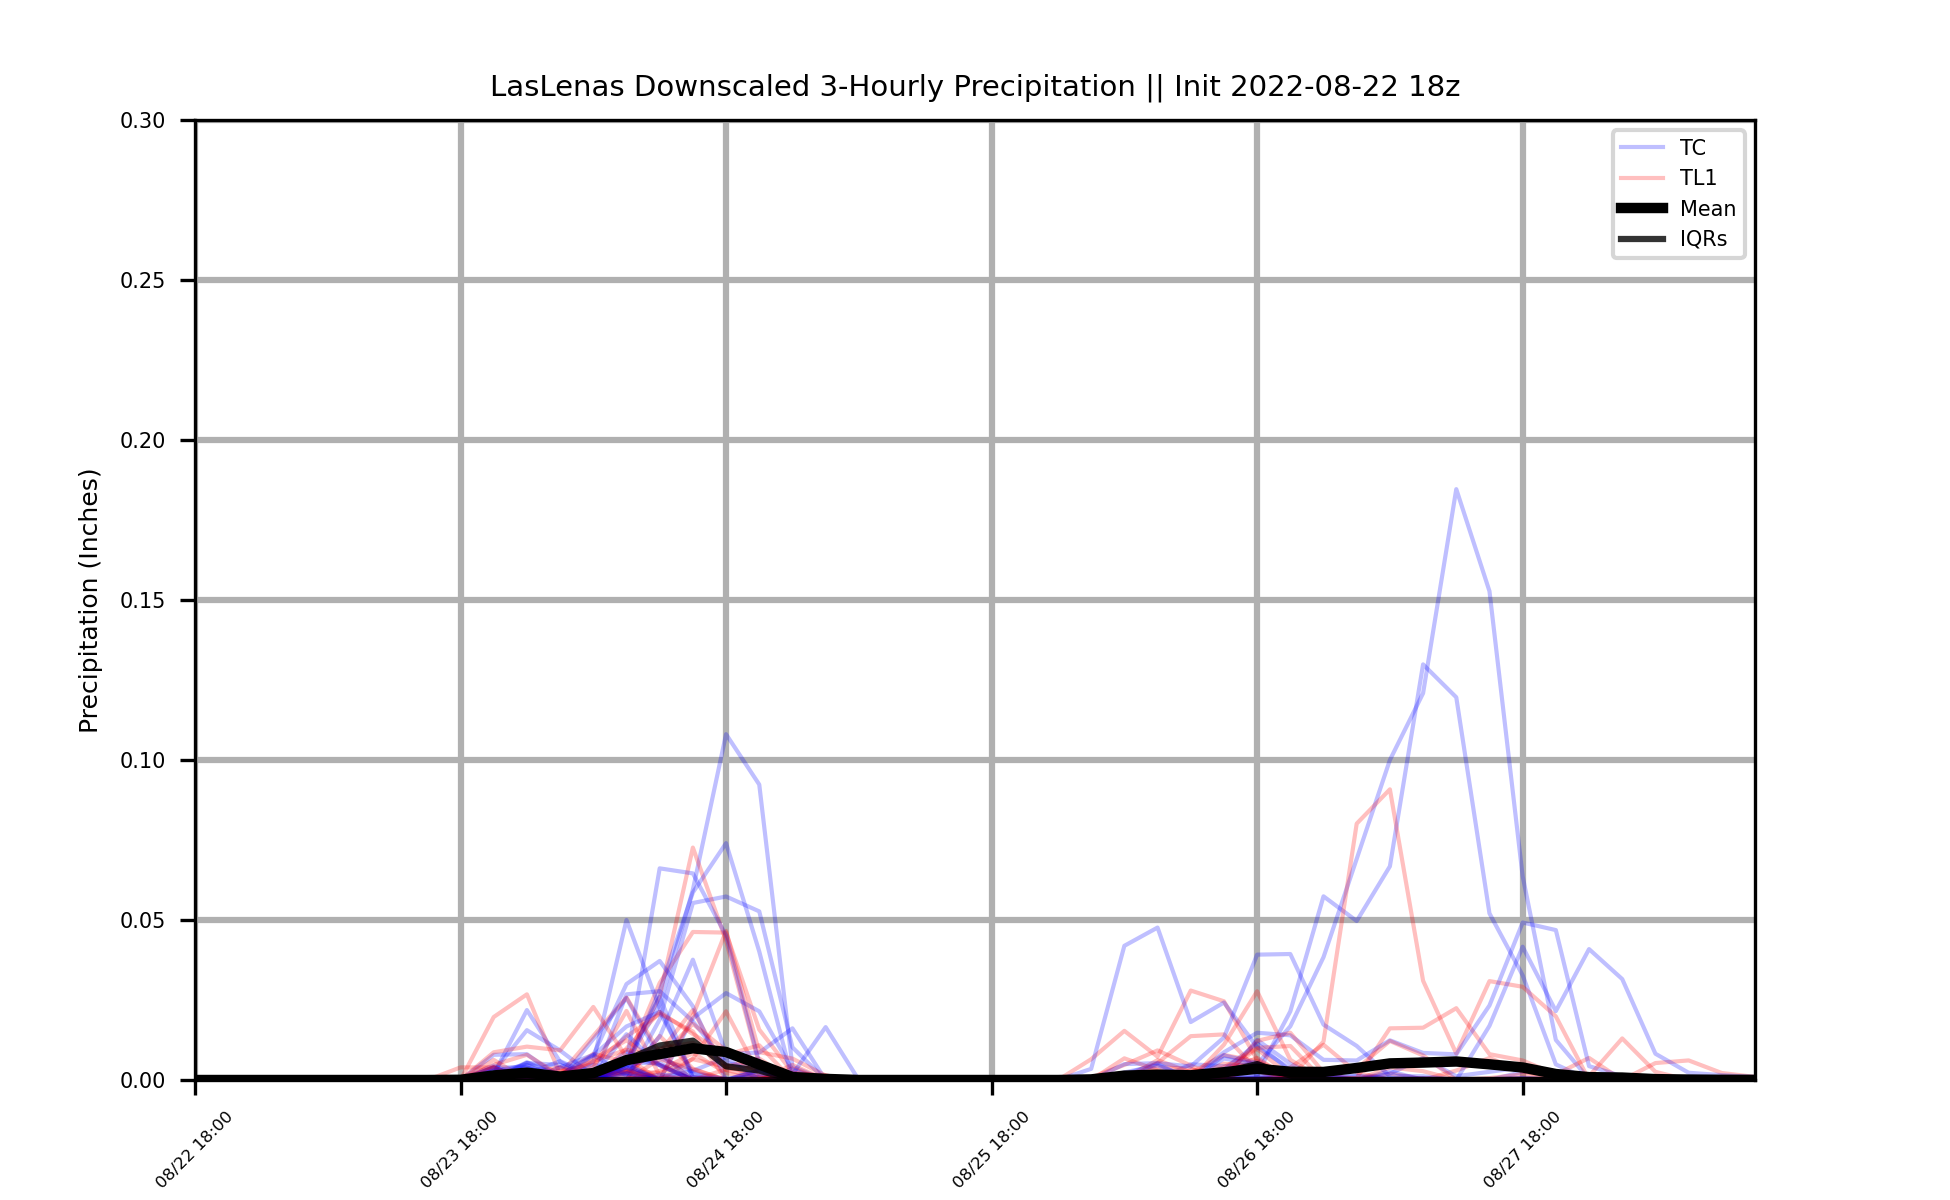 LasLenas Downscaled 3-Hourly Precipitation || Init 2022-08-22 18z
TC
TL1
Mean
IQRs
Precipitation (Inches)
0.30
0.25
0.20
0.15
0.10
0.05
0.00
08/22 18:00
08/23 18:00
08/24 18:00
08/25 18:00
08/26 18:00
08/27 18:00